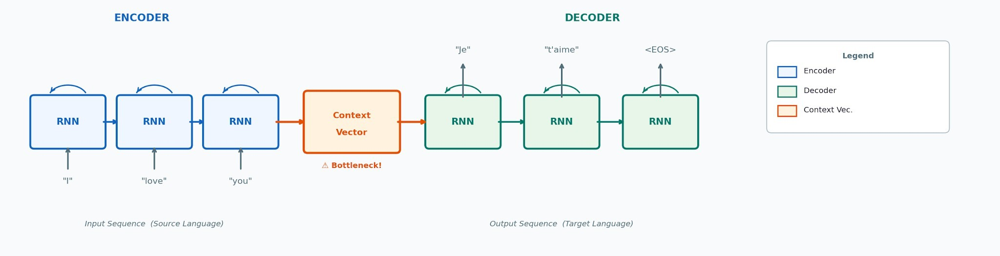 ENCODER
DECODER
"Je"
"t'aime"
<EOS>
Legend
Encoder
Decoder
Context Vec.
RNN
RNN
RNN
Context
Vector
RNN
RNN
RNN
⚠ Bottleneck!
"I"
"love"
"you"
Input Sequence (Source Language)
Output Sequence (Target Language)